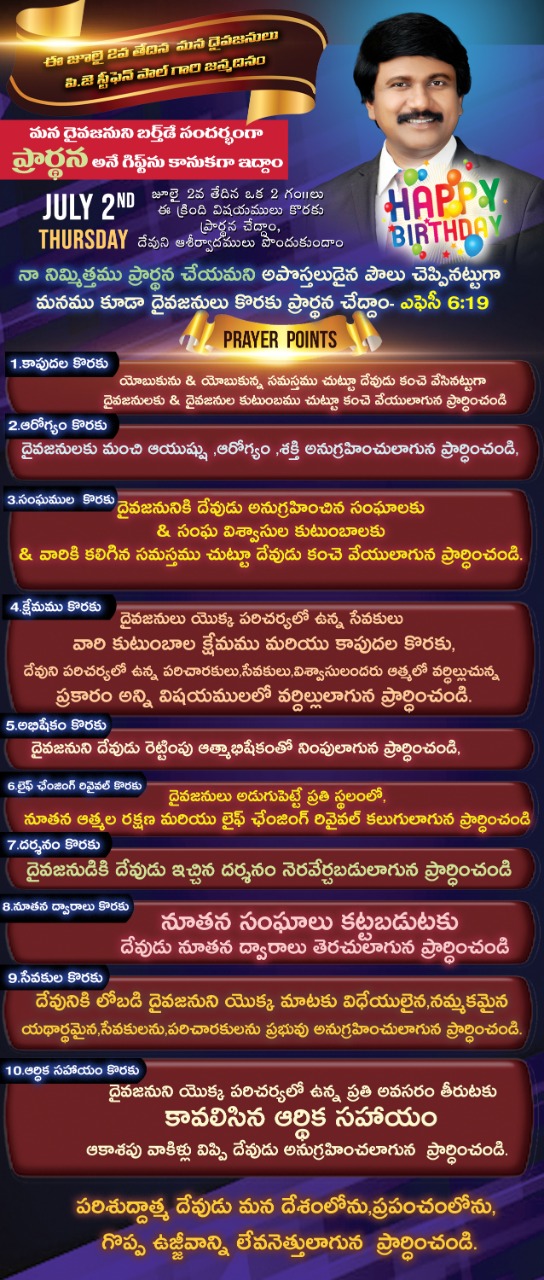 ఈ జూలై 2వ తేదిన మన దైవజనులు
పి.జె స్టీఫెన్ పాల్ గారి జన్మదినం
మన దైవజనుని బర్త్‌డే సందర్భంగా
ప్రార్థన అనే గిఫ్ట్‌ను కానుకగా ఇద్దాం
JULY 2ND
THURSDAY
జూలై 2వ తేదిన ఒక 2 గం॥లు
ఈ క్రింది విషయములు కొరకు
ప్రార్థన చేద్దాం,
దేవుని ఆశీర్వాదములు పొందుకుందాం
HAPPY
BIRTHDAY
నా నిమ్మిత్తము ప్రార్థన చేయమని అపొస్తలుడైన పౌలు చెప్పినట్టుగా
మనము కూడా దైవజనులు కొరకు ప్రార్థన చేద్దాం- ఎఫెసీ 6:19
PRAYER POINTS
1.కాపుదల కొరకు
యోబుకును & యోబుకున్న సమస్తము చుట్టూ దేవుడు కంచె వేసినట్టుగా
దైవజనులకు & దైవజనుల కుటుంబము చుట్టూ కంచె వేయులాగున ప్రార్ధించండి
2.ఆరోగ్యం కొరకు
దైవజనులకు మంచి ఆయుష్షు ,ఆరోగ్యం ,శక్తి అనుగ్రహించులాగున ప్రార్ధించండి,
3.సంఘముల కొరకు
దైవజనునికి దేవుడు అనుగ్రహించిన సంఘాలకు
& సంఘ విశ్వాసుల కుటుంబాలకు
& వారికి కలిగిన సమస్తము చుట్టూ దేవుడు కంచె వేయులాగున ప్రార్ధించండి.
4.క్షేమము కొరకు
దైవజనులు యొక్క పరిచర్యలో ఉన్న సేవకులు
వారి కుటుంబాల క్షేమము మరియు కాపుదల కొరకు,
దేవుని పరిచర్యలో ఉన్న పరిచారకులు,సేవకులు,విశ్వాసులందరు ఆత్మలో వర్ధిల్లుచున్న
ప్రకారం అన్ని విషయములలో వర్దిల్లులాగున ప్రార్ధించండి.
5.అభిషేకం కొరకు
దైవజనుని దేవుడు రెట్టింపు ఆత్మాభిషేకంతో నింపులాగున ప్రార్ధించండి,
6.లైఫ్ ఛేంజింగ్ రివైవల్ కొరకు
దైవజనులు అడుగుపెట్టే ప్రతి స్థలంలో,
నూతన ఆత్మల రక్షణ మరియు లైఫ్ ఛేంజింగ్ రివైవల్ కలుగులాగున ప్రార్ధించండి
7.దర్శనం కొరకు
దైవజనుడికి దేవుడు ఇచ్చిన దర్శనం నెరవేర్చబడులాగున ప్రార్ధించండి
8.నూతన ద్వారాలు కొరకు
నూతన సంఘాలు కట్టబడుటకు
దేవుడు నూతన ద్వారాలు తెరచులాగున ప్రార్ధించండి
9.సేవకుల కొరకు
దేవునికి లోబడి దైవజనుని యొక్క మాటకు విధేయులైన,నమ్మకమైన
యథార్థమైన,సేవకులను,పరిచారకులను ప్రభువు అనుగ్రహించులాగున ప్రార్ధించండి.
10.ఆర్ధిక సహాయం కొరకు
దైవజనుని యొక్క పరిచర్యలో ఉన్న ప్రతి అవసరం తీరుటకు
కావలిసిన ఆర్థిక సహాయం
ఆకాశపు వాకిళ్లు విప్పి దేవుడు అనుగ్రహించలాగున ప్రార్ధించండి.
పరిశుద్ధాత్మ దేవుడు మన దేశంలోను,ప్రపంచంలోను,
గొప్ప ఉజ్జీవాన్ని లేవనెత్తులాగున ప్రార్ధించండి.